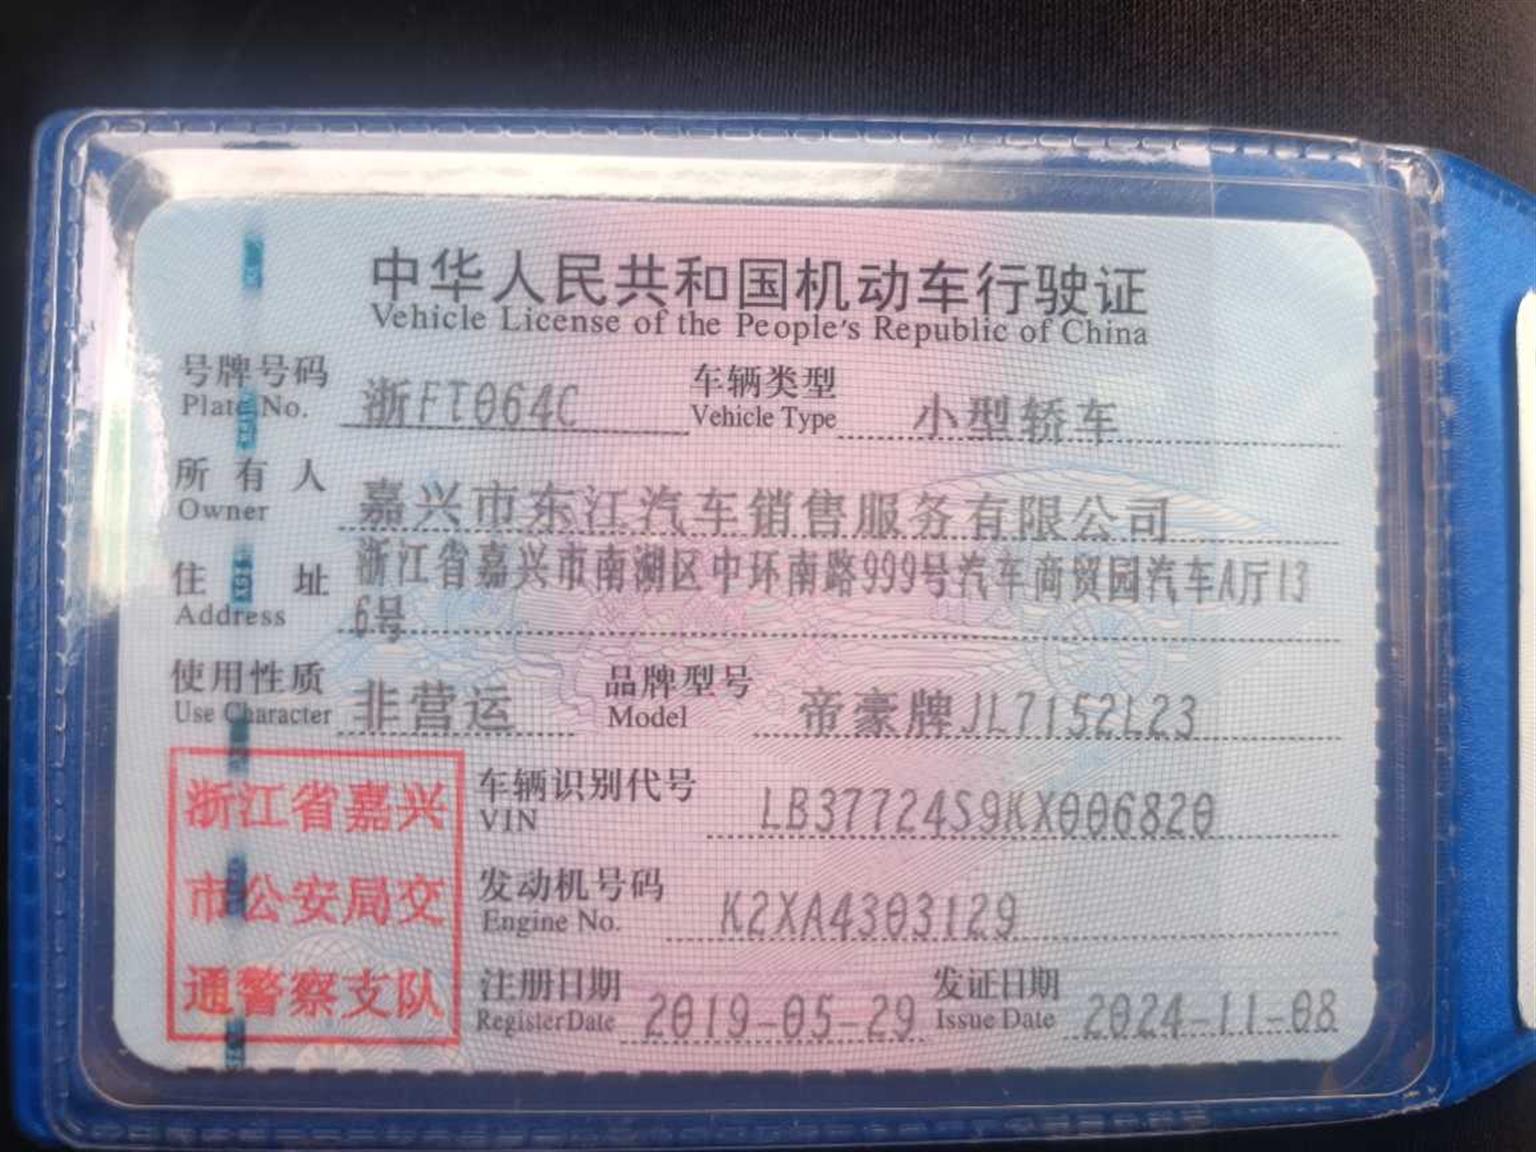 中华人民共和国机动车行驶证
Vehicle License of the People's Republic of China
号牌号码 浙FT064C 车辆类型 小型轿车
Plate No. Vehicle Type
所有人 嘉兴市东江汽车销售服务有限公司
Owner
住址 浙江省嘉兴市南湖区中环南路999号汽车商贸园汽车A厅13
Address 6号
使用性质 非营运 品牌型号 帝豪牌JL7152L23
Use Character Model
浙江省嘉兴
市公安局交
通警察支队
车辆识别代号 LB37724S9KX006820
VIN
发动机号码 K2XA4303129
Engine No.
注册日期 2019-05-29 发证日期 2024-11-08
Register Date Issue Date